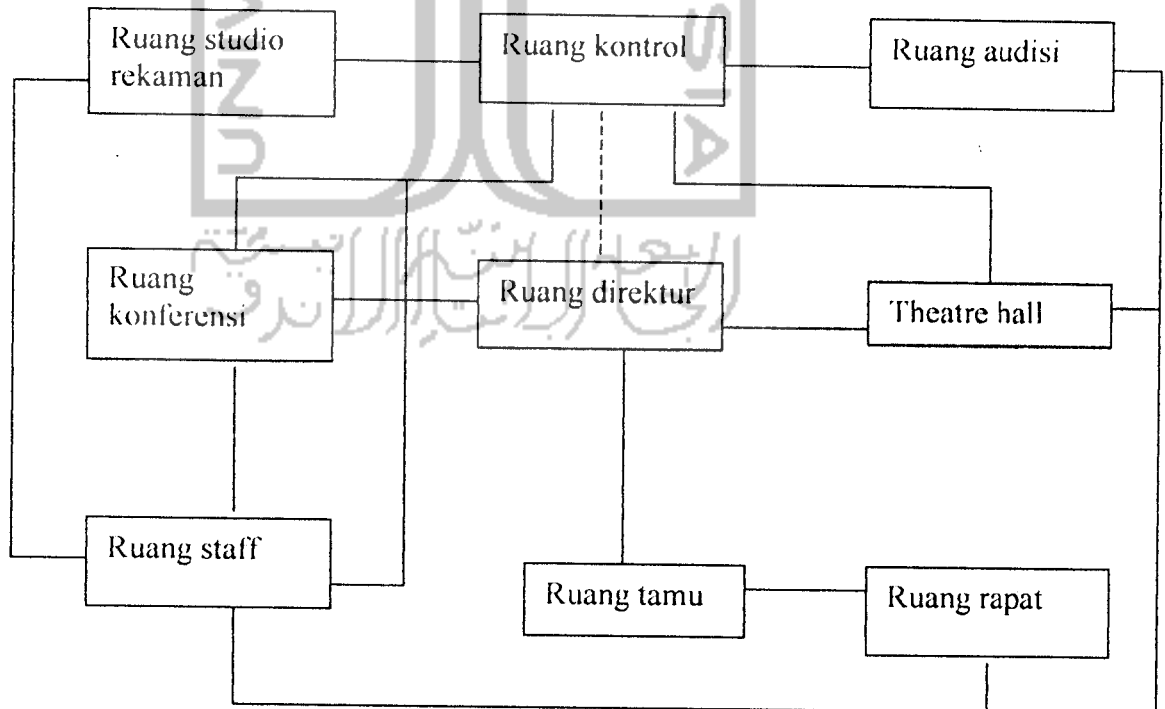 Ruang studio
rekaman
Ruang kontrol
Ruang audisi
Ruang
konferensi
Ruang direktur
Theatre hall
Ruang staff
Ruang tamu
Ruang rapat